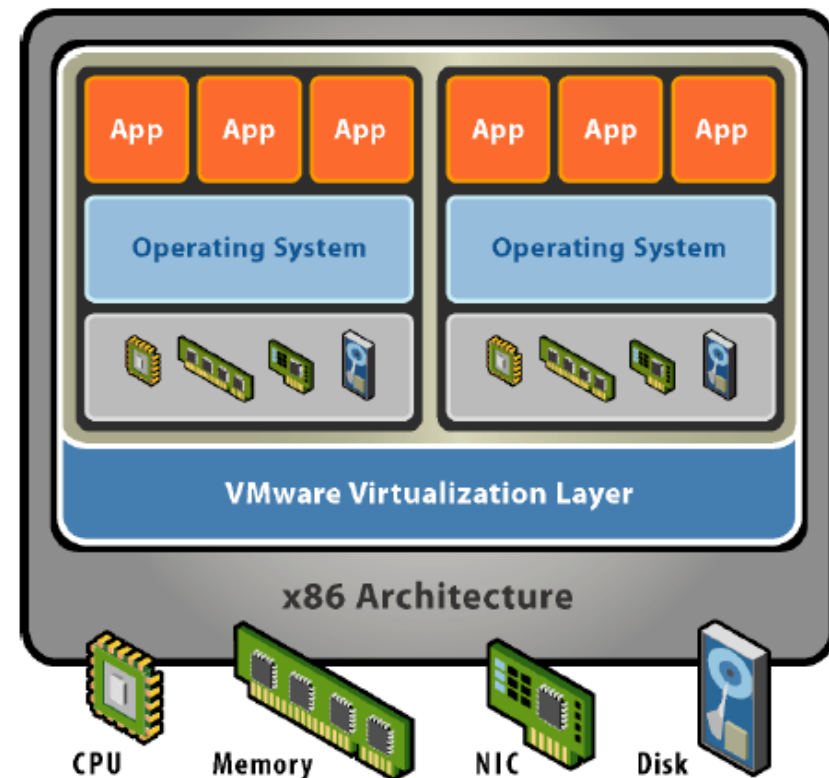 App App App App App App
Operating System Operating System
VMware Virtualization Layer
x86 Architecture
CPU Memory NIC Disk